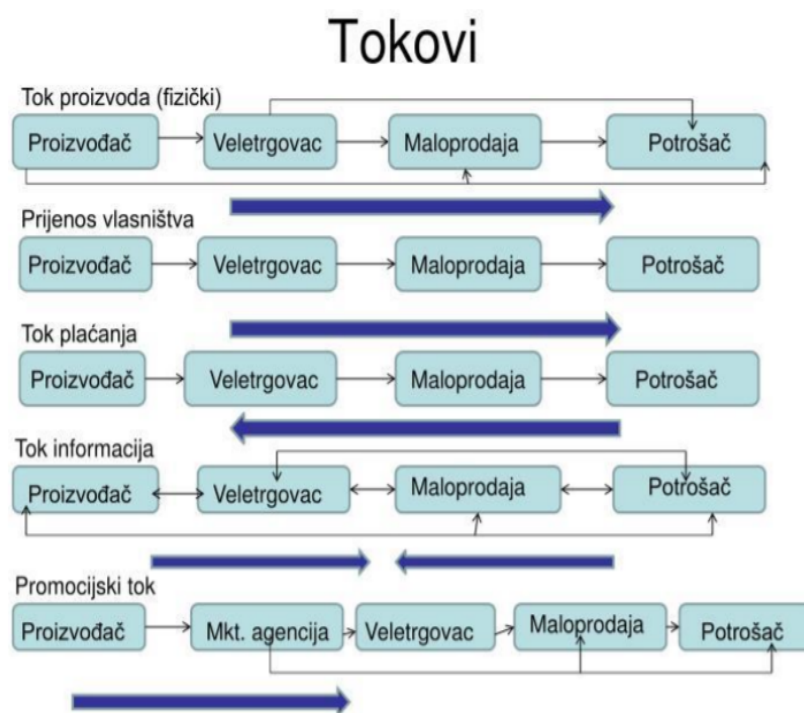 Tokovi
Tok proizvoda (fizički)
Proizvođač Veletrgovac Maloprodaja Potrošač
Prijenos vlasništva
Proizvođač Veletrgovac Maloprodaja Potrošač
Tok plaćanja
Proizvođač Veletrgovac Maloprodaja Potrošač
Tok informacija
Proizvođač Veletrgovac Maloprodaja Potrošač
Promocijski tok
Proizvođač Mkt. agencija Veletrgovac Maloprodaja Potrošač